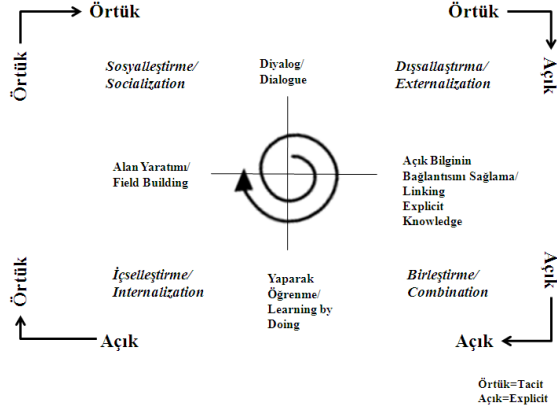 Örtük
Örtük
Örtük
Açık
Sosyalleştirme/
Socialization
Diyalog/
Dialogue
Dışsallaştırma/
Externalization
Alan Yaratımı/
Field Building
Açık Bilginin
Bağlantısını Sağlama/
Linking
Explicit
Knowledge
İçselleştirme/
Internalization
Yaparak
Öğrenme/
Learning by
Doing
Birleştirme/
Combination
Örtük
Açık
Açık
Açık
Örtük=Tacit
Açık=Explicit